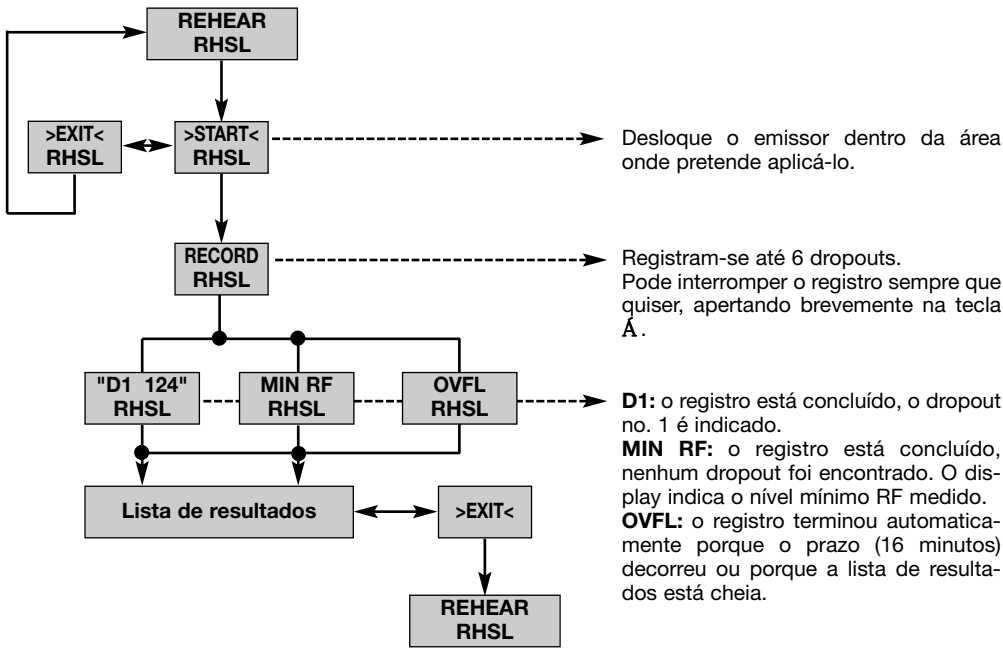 REHEAR
RHSL
>EXIT<
RHSL
>START<
RHSL
Desloque o emissor dentro da área
onde pretende aplicá-lo.
RECORD
RHSL
Registram-se até 6 dropouts.
Pode interromper o registro sempre que
quiser, apertando brevemente na tecla
Á.
"D1 124"
RHSL
MIN RF
RHSL
OVFL
RHSL
D1: o registro está concluído, o dropout
no. 1 é indicado.
MIN RF: o registro está concluído,
nenhum dropout foi encontrado. O dis-
play indica o nível mínimo RF medido.
OVFL: o registro terminou automatica-
mente porque o prazo (16 minutos)
decorreu ou porque a lista de resulta-
dos está cheia.
Lista de resultados
>EXIT<
REHEAR
RHSL